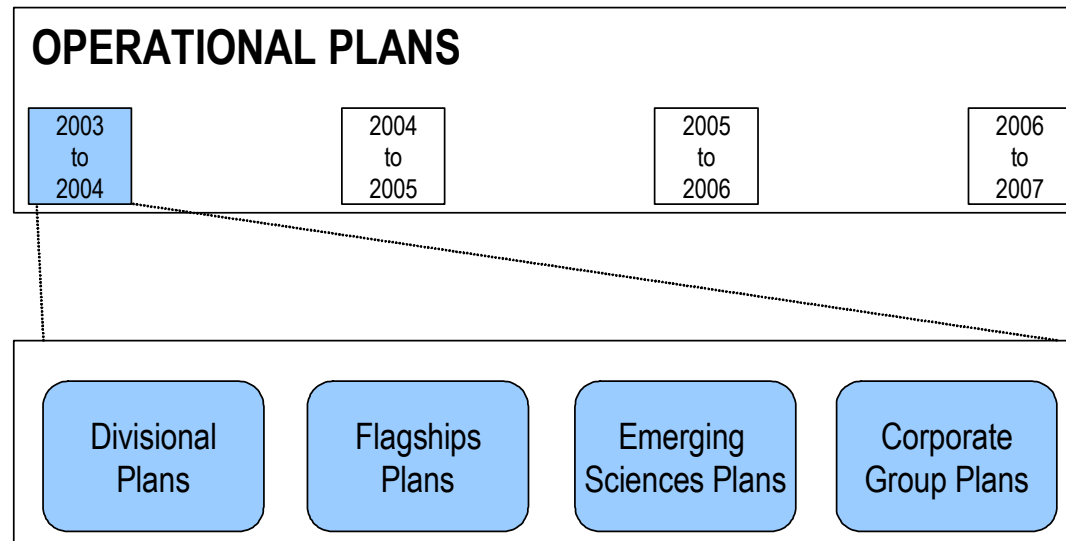 OPERATIONAL PLANS
2003
to
2004
2004
to
2005
2005
to
2006
2006
to
2007
Divisional
Plans
Flagships
Plans
Emerging
Sciences Plans
Corporate
Group Plans